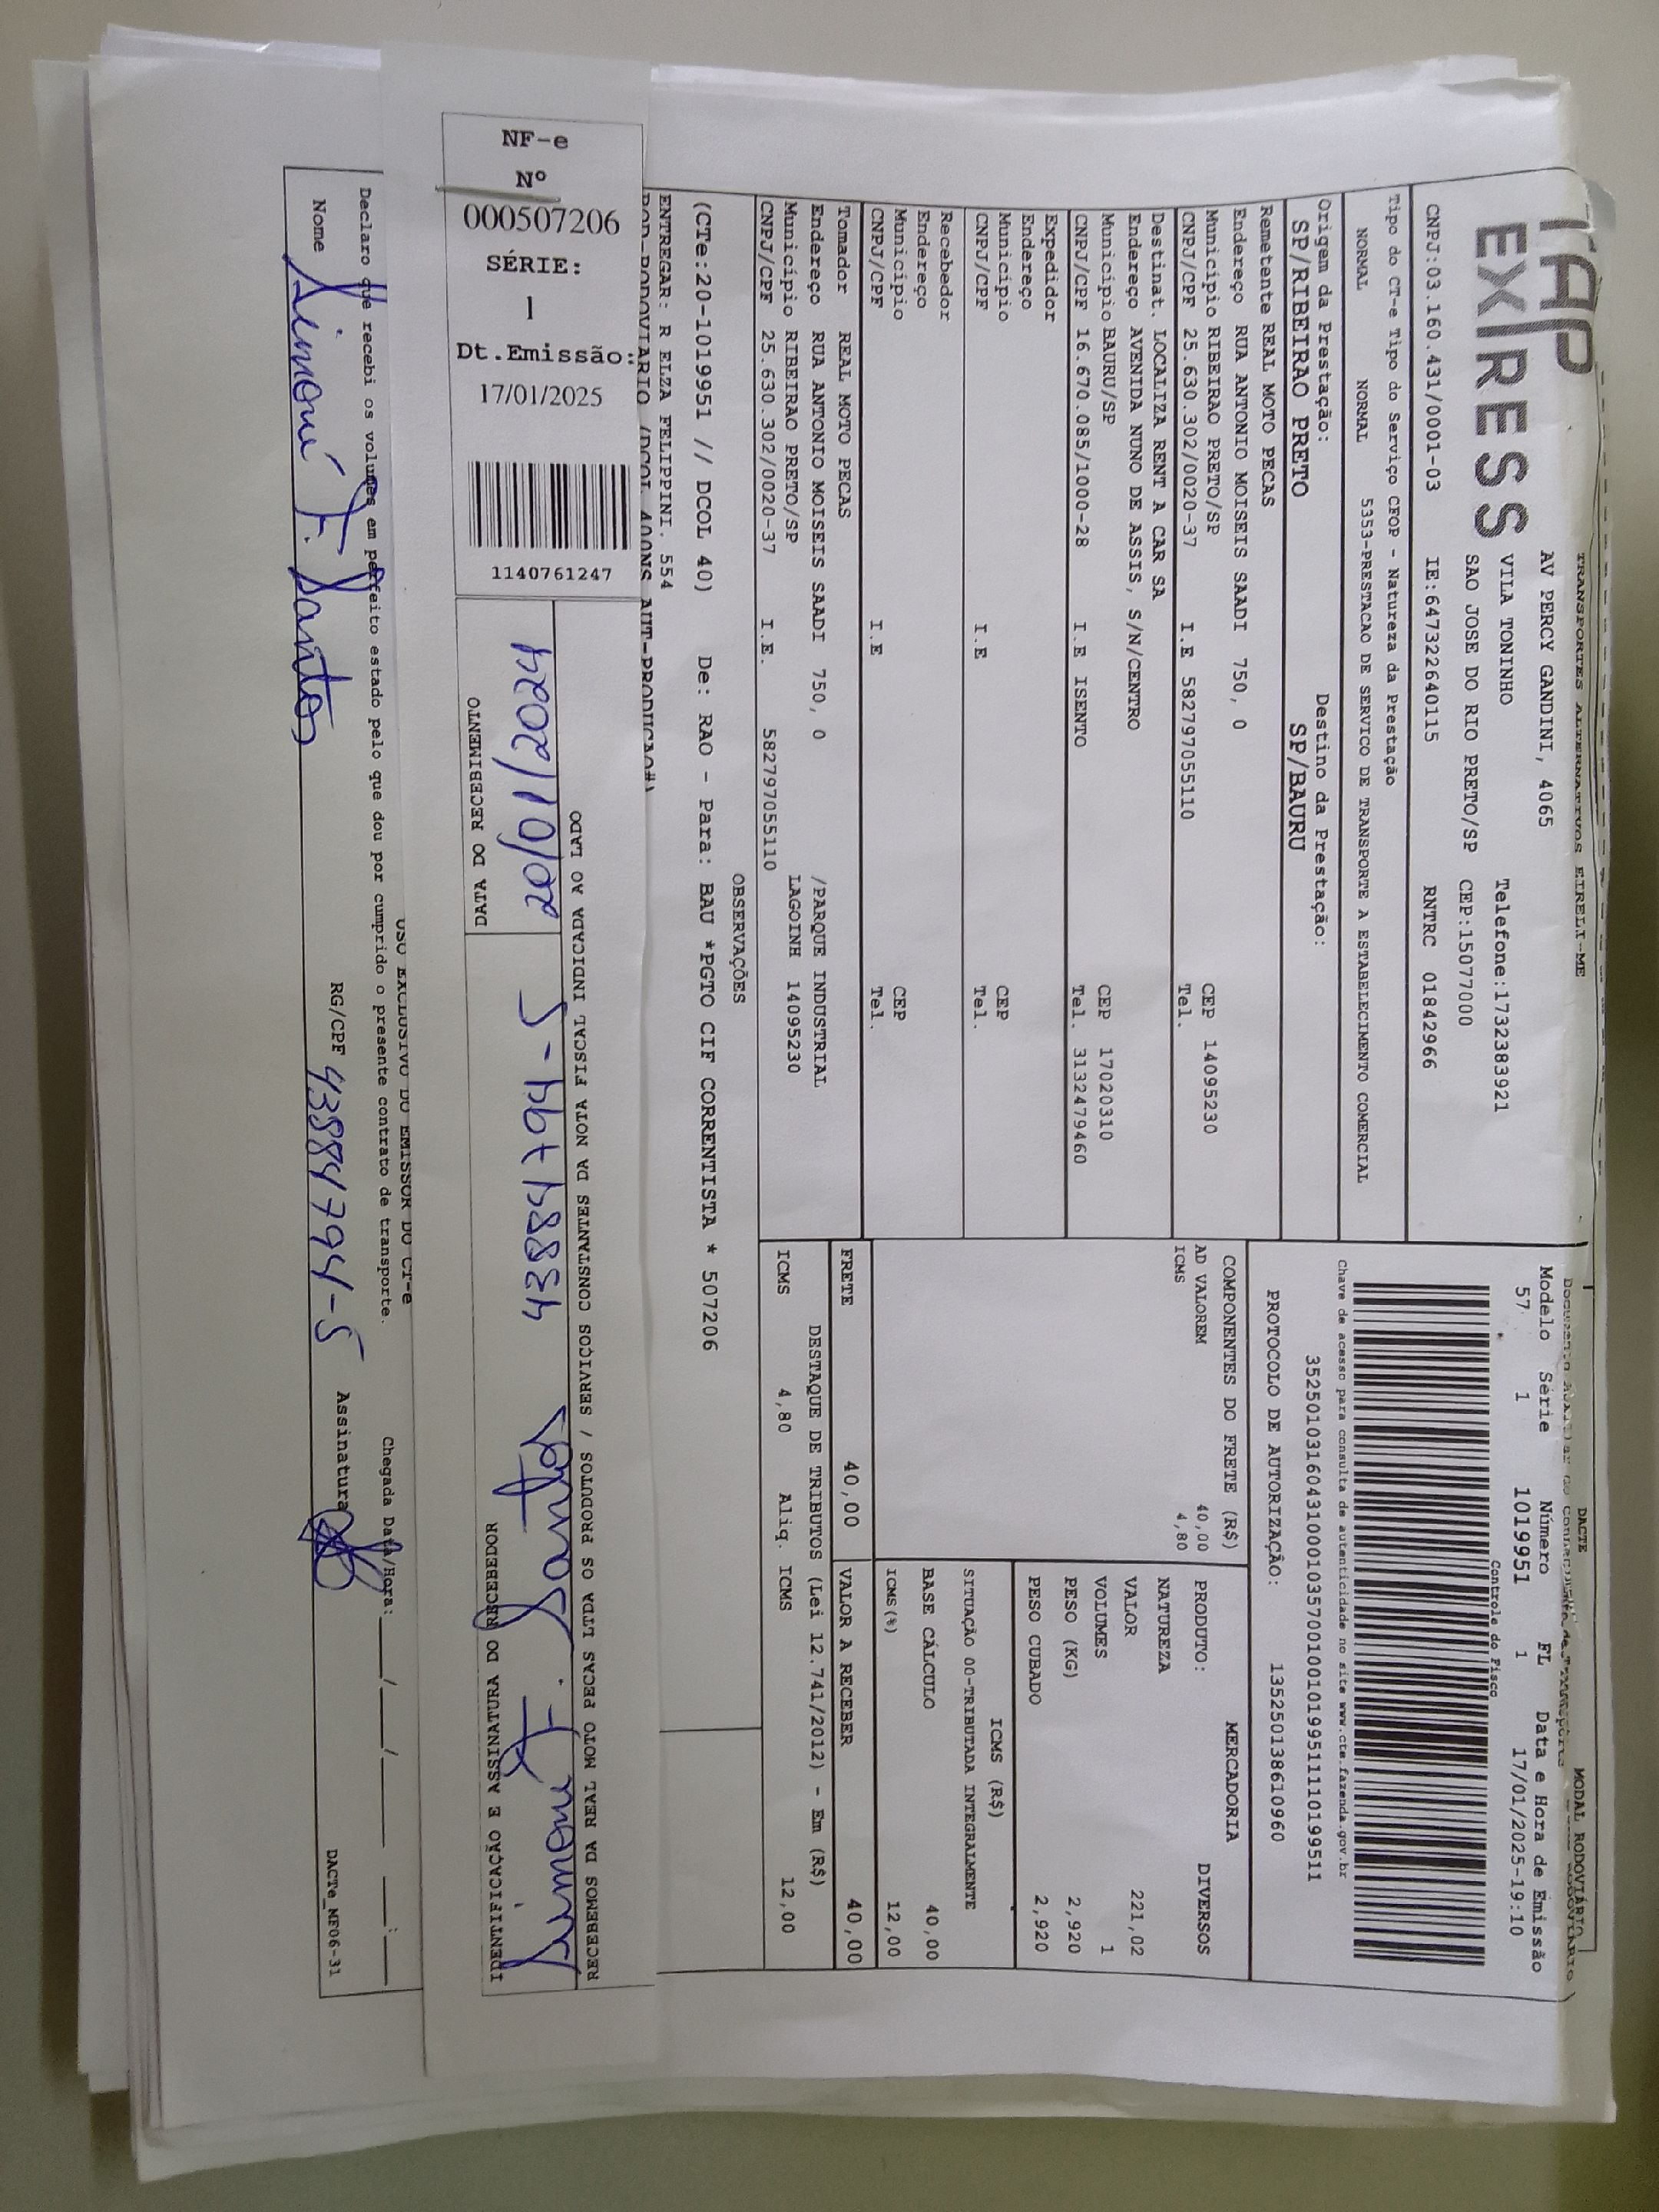 TAP
EXPRESS
TRANSPORTES ALTERNATIVOS EIRELI-ME
AV PERCY GANDINI, 4065
VILA TONINHO
Telefone:1732383921
SAO JOSE DO RIO PRETO/SP CEP:15077000
CNPJ:03.160.431/0001-03 IE:647322640115 RNTRC 01842966
DACTE
MODAL RODOVIÁRIO
Modelo Série Número FL Data e Hora de Emissão
57 1 1019951 1 17/01/2025-19:10
Controle do Fisco
Chave de acesso para consulta de autenticidade no site www.cte.fazenda.gov.br
35250103160431000103570010010199511110199511
PROTOCOLO DE AUTORIZAÇÃO: 135250138610960
Tipo do CT-e Tipo do Serviço CFOP - Natureza da Prestação
NORMAL NORMAL 5353-PRESTACAO DE SERVICO DE TRANSPORTE A ESTABELECIMENTO COMERCIAL
Origem da Prestação: Destino da Prestação:
SP/RIBEIRAO PRETO SP/BAURU
Remetente REAL MOTO PECAS
Endereço RUA ANTONIO MOISEIS SAADI 750, 0
Município RIBEIRAO PRETO/SP CEP 14095230
CNPJ/CPF 25.630.302/0020-37 I.E 582797055110 Tel.
Destinat. LOCALIZA RENT A CAR SA
Endereço AVENIDA NUNO DE ASSIS, S/N/CENTRO
Município BAURU/SP CEP 17020310
CNPJ/CPF 16.670.085/1000-28 I.E ISENTO Tel. 3132479460
Expedidor
Endereço
Município CEP
CNPJ/CPF I.E Tel.
Recebedor
Endereço
Município CEP
CNPJ/CPF I.E Tel.
Tomador REAL MOTO PECAS
Endereço RUA ANTONIO MOISEIS SAADI 750, 0 /PARQUE INDUSTRIAL
Município RIBEIRAO PRETO/SP LAGOINH 14095230
CNPJ/CPF 25.630.302/0020-37 I.E. 582797055110
COMPONENTES DO FRETE (R$)
AD VALOREM 40,00
ICMS 4,80
MERCADORIA
PRODUTO: DIVERSOS
NATUREZA
VALOR 221,02
VOLUMES 1
PESO (KG) 2,920
PESO CUBADO 2,920
ICMS (R$)
SITUAÇÃO 00-TRIBUTADA INTEGRALMENTE
BASE CÁLCULO 40,00
ICMS(%) 12,00
FRETE 40,00 VALOR A RECEBER 40,00
DESTAQUE DE TRIBUTOS (Lei 12.741/2012) - Em (R$)
ICMS 4,80 Aliq. ICMS 12,00
OBSERVAÇÕES
(CTe:20-1019951 // DCOL 40) De: RAO - Para: BAU *PGTO CIF CORRENTISTA * 507206
ENTREGAR: R ELZA FELIPPINI. 554
NF-e
Nº
000507206
SÉRIE:
1
Dt.Emissão:
17/01/2025
1140761247
RECEBEMOS DA REAL MOTO PECAS LTDA OS PRODUTOS / SERVIÇOS CONSTANTES DA NOTA FISCAL INDICADA AO LADO
IDENTIFICAÇÃO E ASSINATURA DO RECEBEDOR
DATA DO RECEBIMENTO
Santos
43884794-5
USO EXCLUSIVO DO EMISSOR DO CT-e
Declaro que recebi os volumes em perfeito estado pelo que dou por cumprido o presente contrato de transporte. Chegada Data/Hora: ___/___/___ ___:___
Nome Simoni F. Santos RG/CPF 43884794-5 Assinatura
DACTe_MF06-31